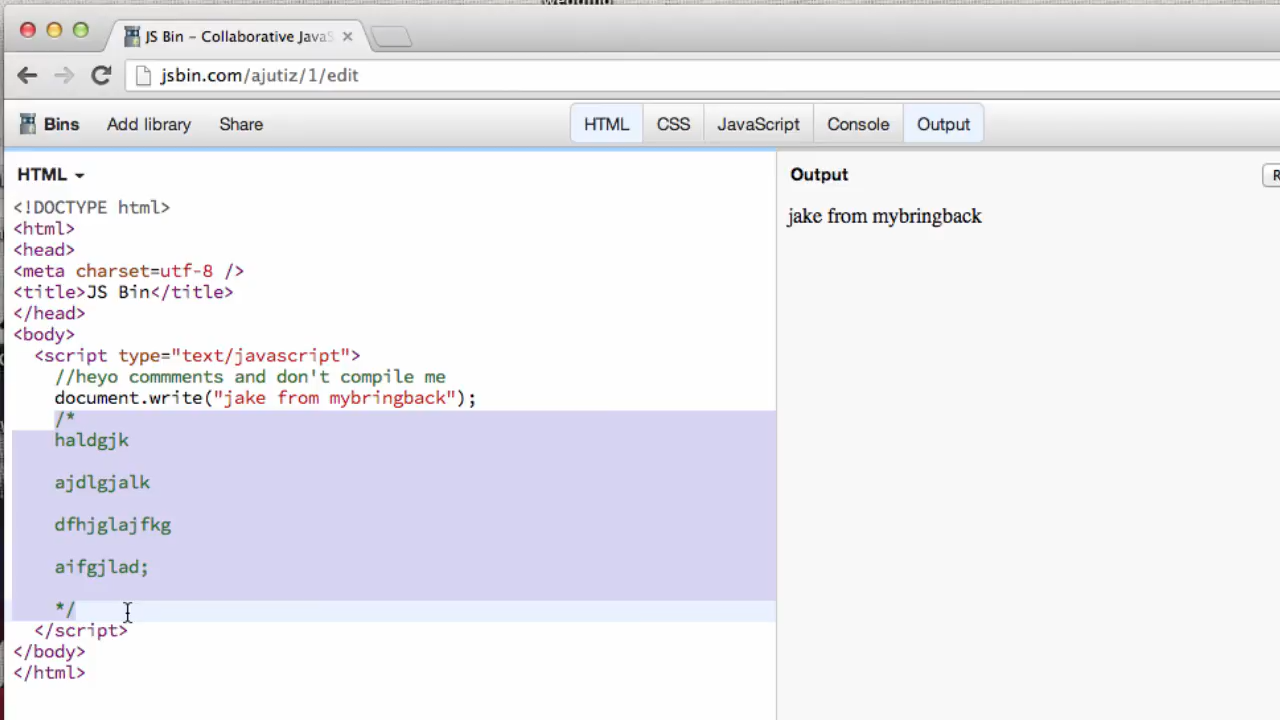 JS Bin – Collaborative JavaS
jsbin.com/ajutiz/1/edit
Bins Add library Share HTML CSS JavaScript Console Output
HTML
<!DOCTYPE html>
<html>
<head>
<meta charset=utf-8 />
<title>JS Bin</title>
</head>
<body>
<script type="text/javascript">
//heyo commments and don't compile me
document.write("jake from mybringback");
/*
haldgjk
ajdlgjalk
dfhjglajfkg
aifgjlad;
*/
</script>
</body>
</html>
Output
jake from mybringback